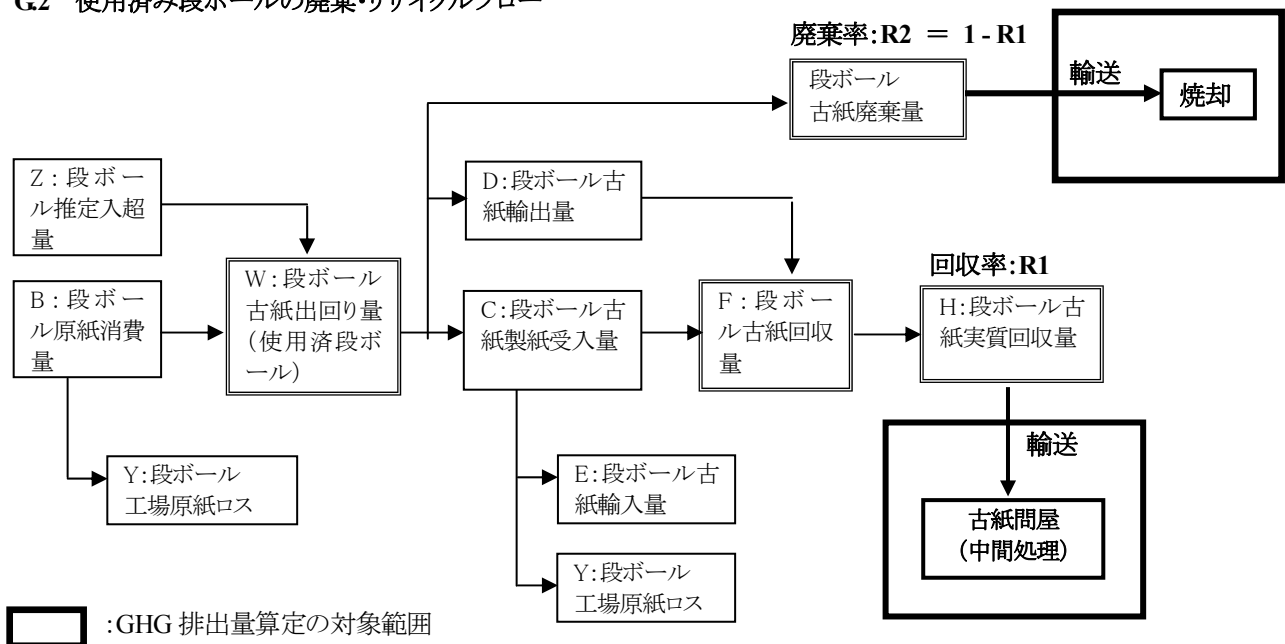 G.2 使用済み段ボールの廃棄・リサイクルフロー
廃棄率:R2 = 1 - R1
段ボール
古紙廃棄量
輸送
焼却
Z:段ボー
ル推定入超
量
D:段ボール古
紙輸出量
B:段ボー
ル原紙消費
量
W:段ボール
古紙出回り量
(使用済段ボ
ール)
C:段ボール古
紙製紙受入量
F:段ボー
ル古紙回収
量
回収率:R1
H:段ボール古
紙実質回収量
輸送
古紙問屋
(中間処理)
Y:段ボール
工場原紙ロス
E:段ボール古
紙輸入量
Y:段ボール
工場原紙ロス
:GHG 排出量算定の対象範囲